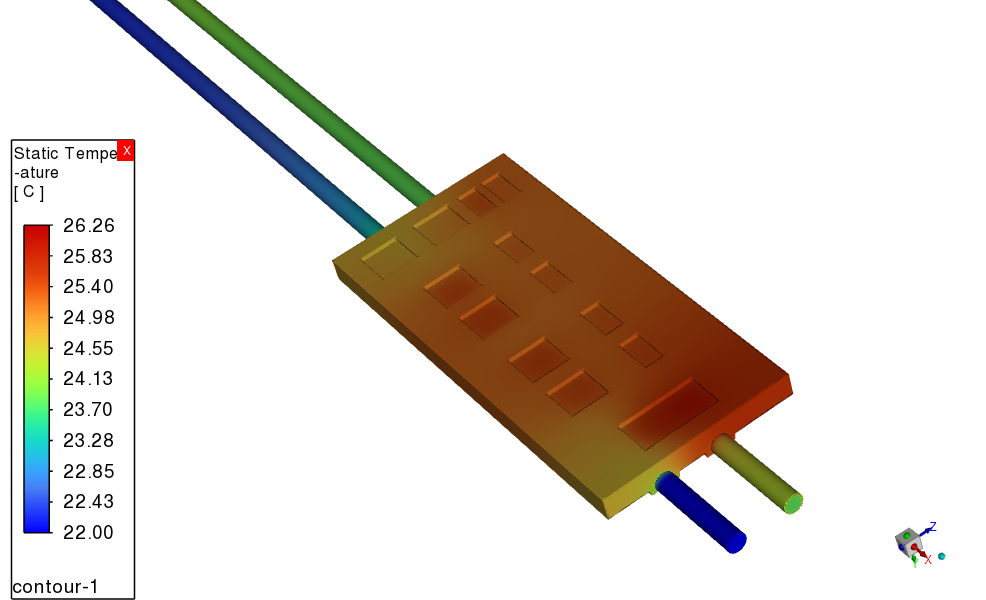 Static Tempe X
-ature
[ C ]
26.26
25.83
25.40
24.98
24.55
24.13
23.70
23.28
22.85
22.43
22.00
contour-1
Z
X
Y